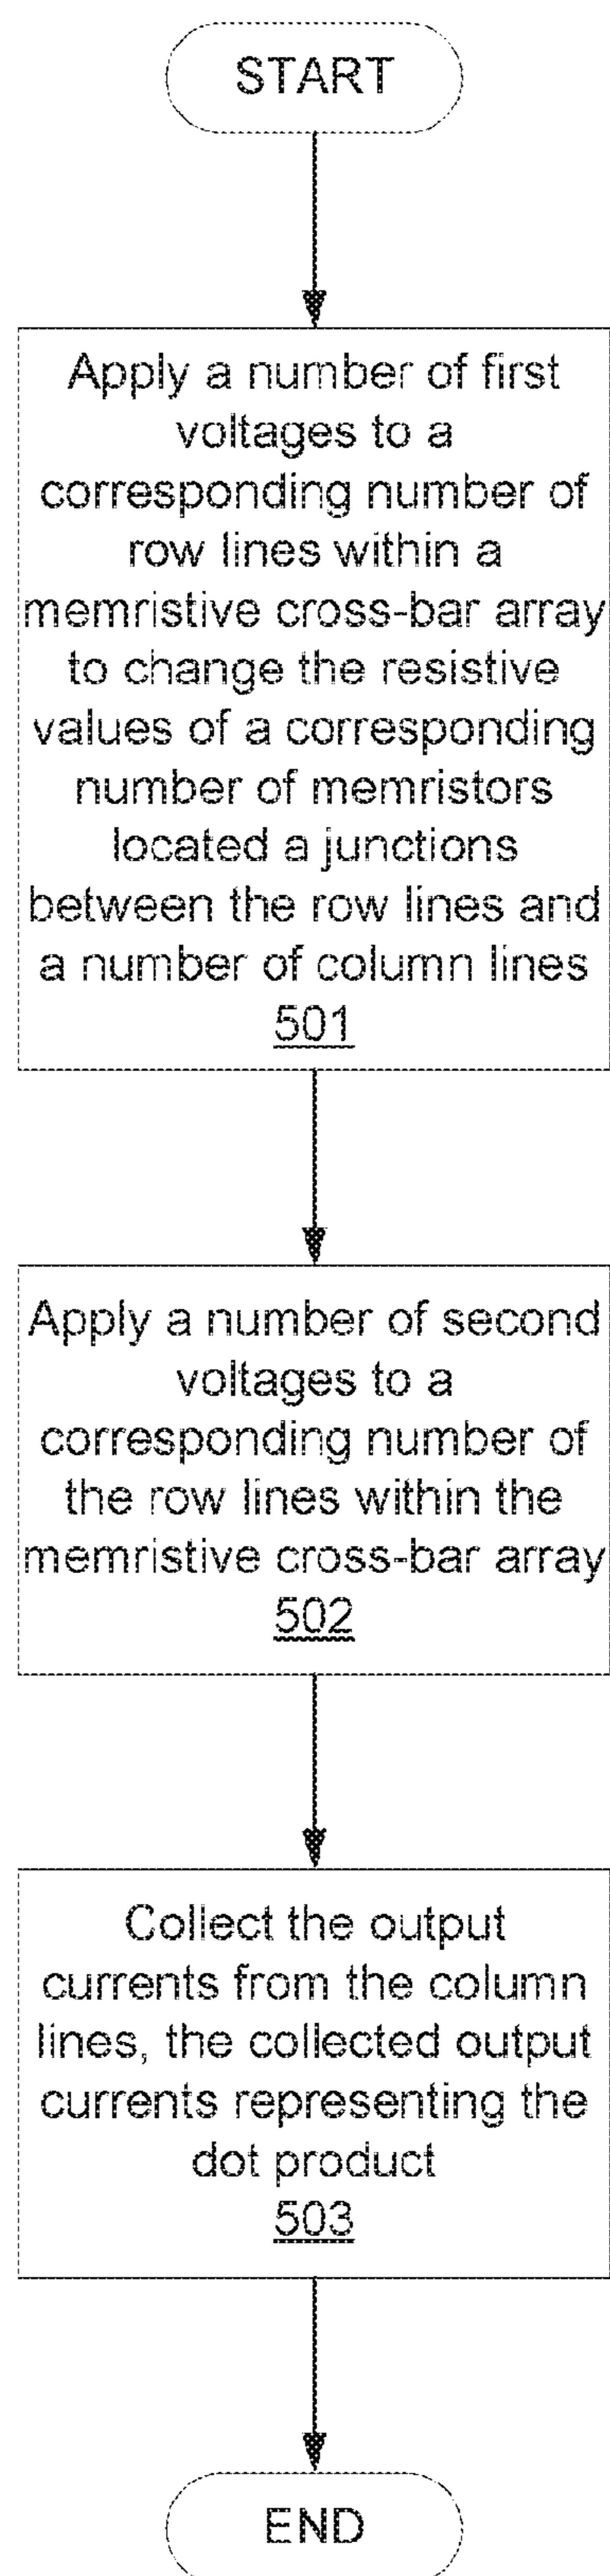 START
Apply a number of first
voltages to a
corresponding number of
row lines within a
memristive cross-bar array
to change the resistive
values of a corresponding
number of memristors
located a junctions
between the row lines and
a number of column lines
501
Apply a number of second
voltages to a
corresponding number of
the row lines within the
memristive cross-bar array
502
Collect the output
currents from the column
lines, the collected output
currents representing the
dot product
503
END